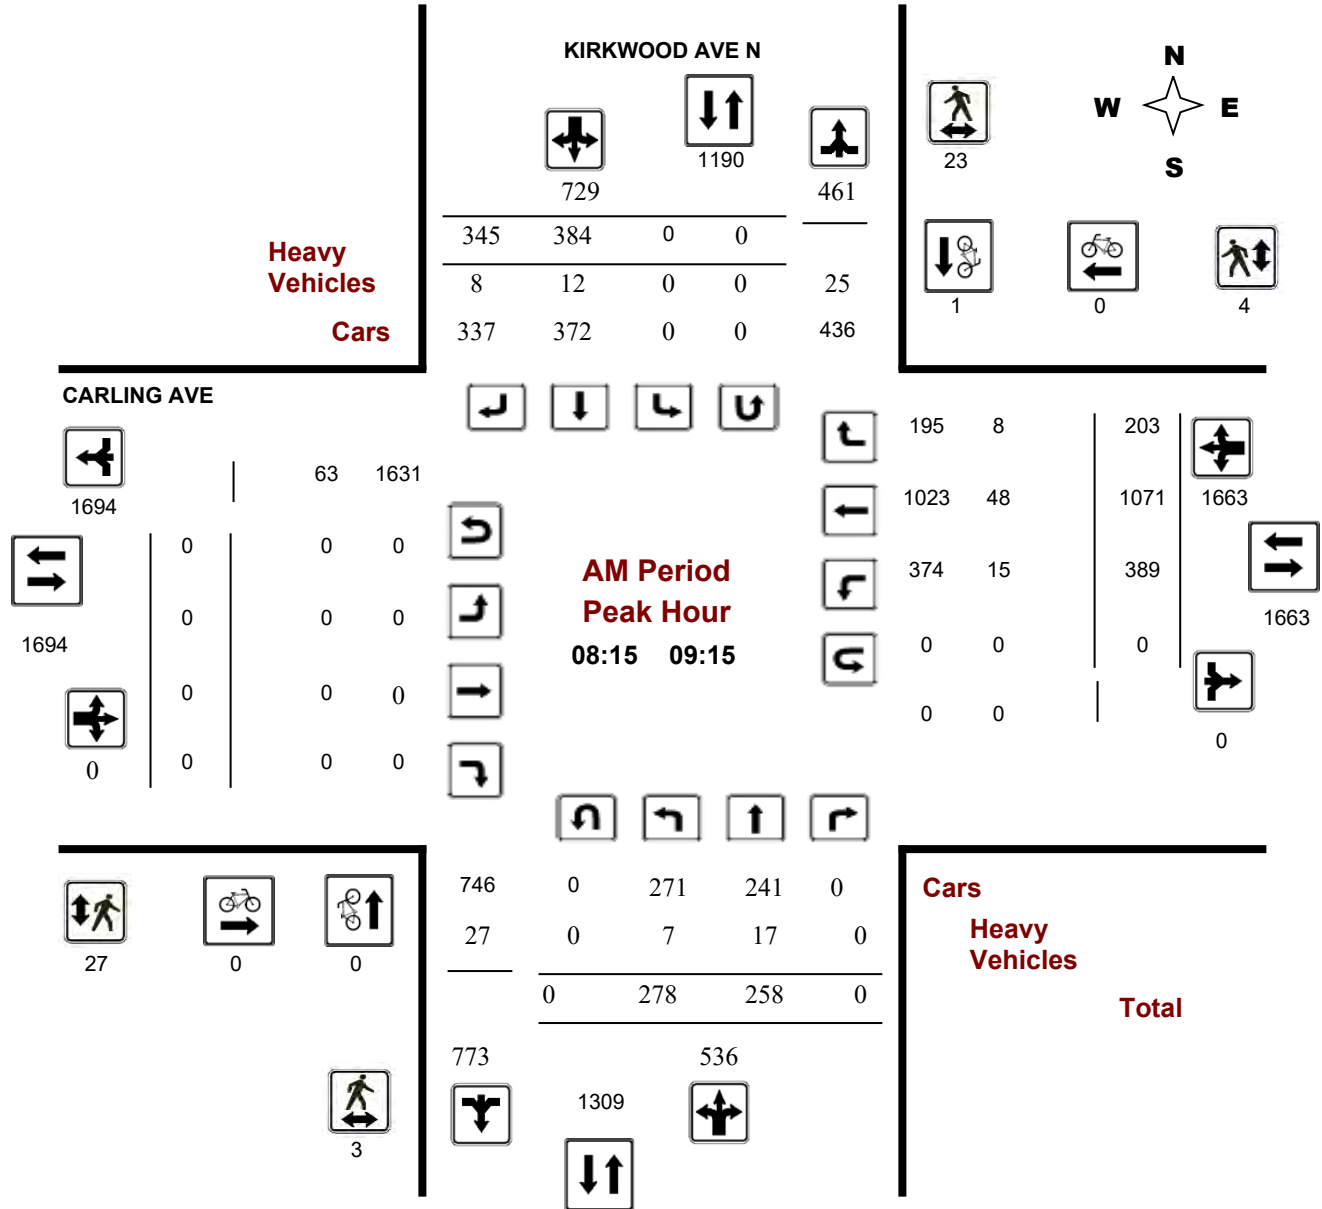 KIRKWOOD AVE N
N
W E
S
1190
23
729 461
345 384 0 0
Heavy
Vehicles
8 12 0 0 25
1 0 4
Cars
337 372 0 0 436
CARLING AVE
195 8 203
63 1631
1694
1023 48 1071 1663
0 0 0
AM Period
374 15 389
Peak Hour
0 0 0
1663
1694
08:15 09:15
0 0 0
0 0 0
0 0
0
0 0 0
0
746 0 271 241 0
Cars
27 0 7 17 0
Heavy
Vehicles
27 0 0
0 278 258 0
Total
773 536
1309
3